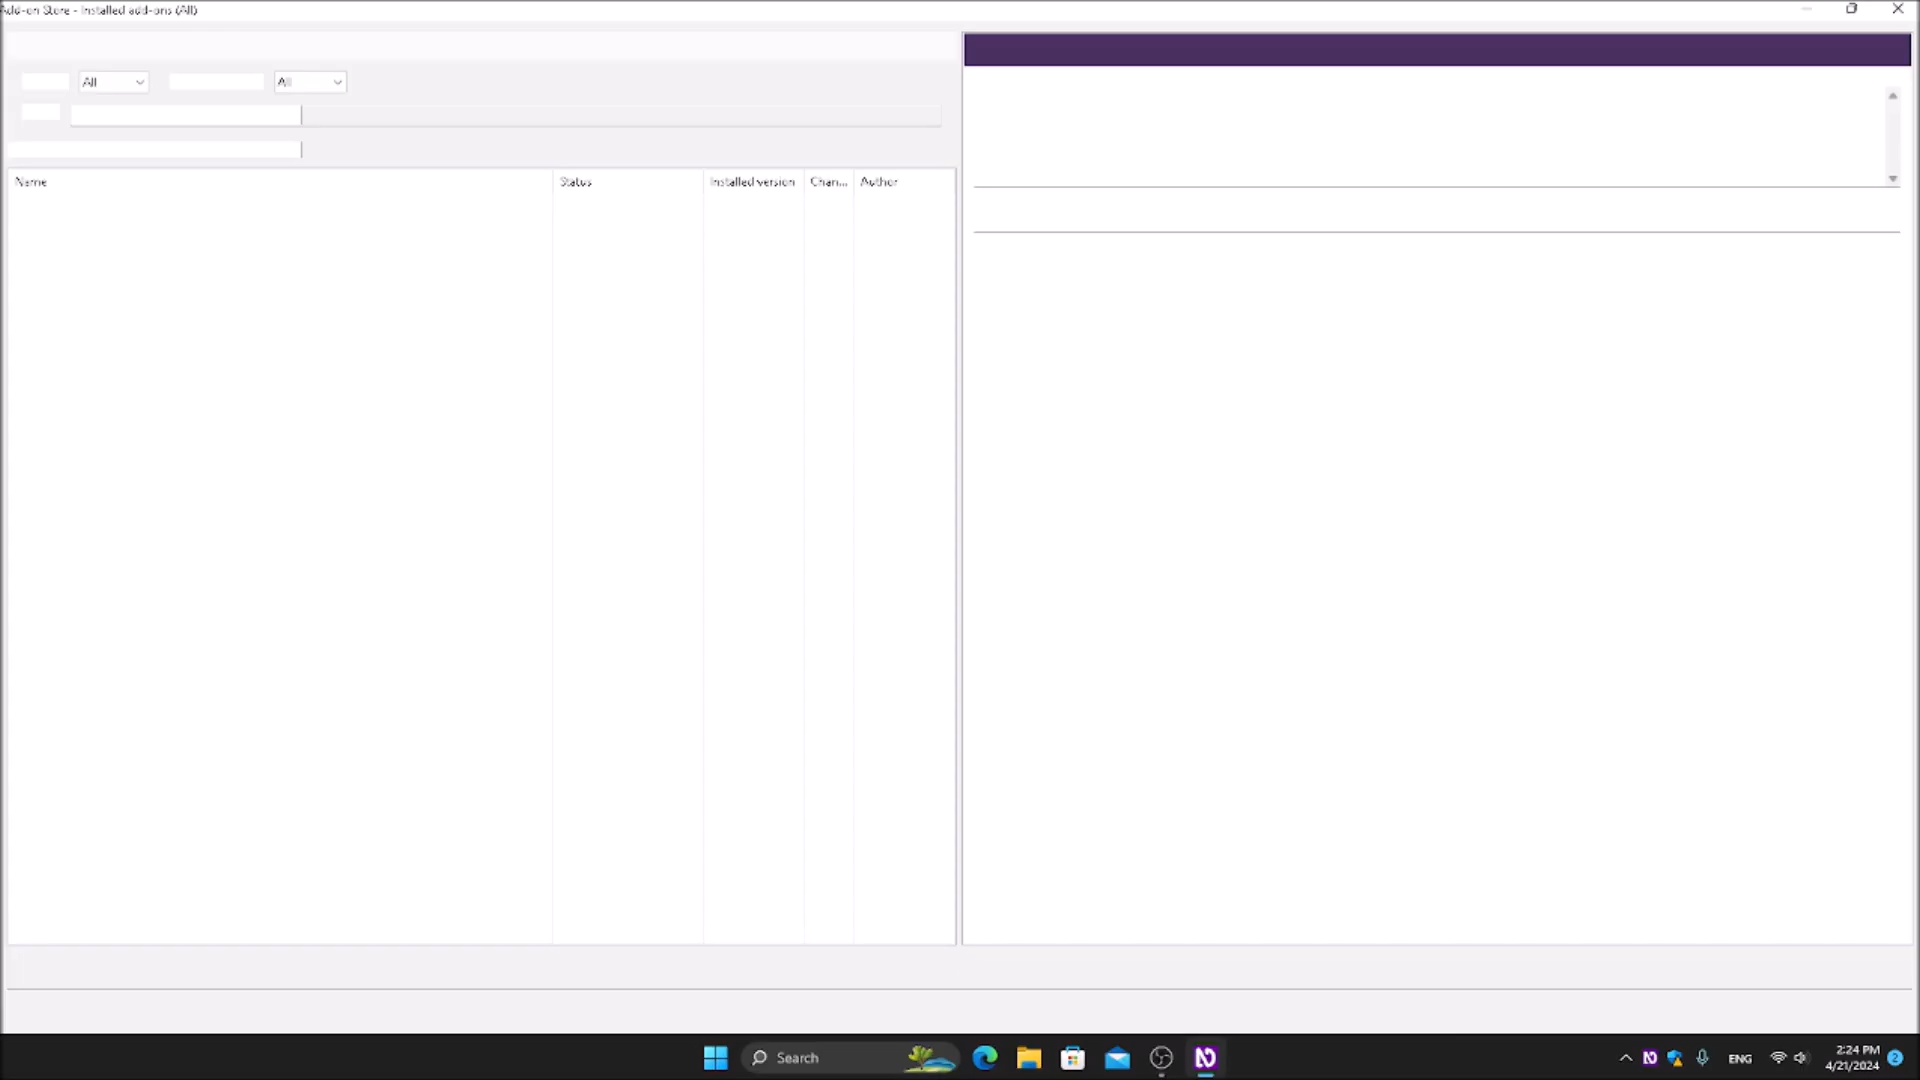 Add-on Store - Installed add-ons (All)
All
All
Name Status Installed version Chan... Author
Search
ENG
2:24 PM
4/21/2024
2